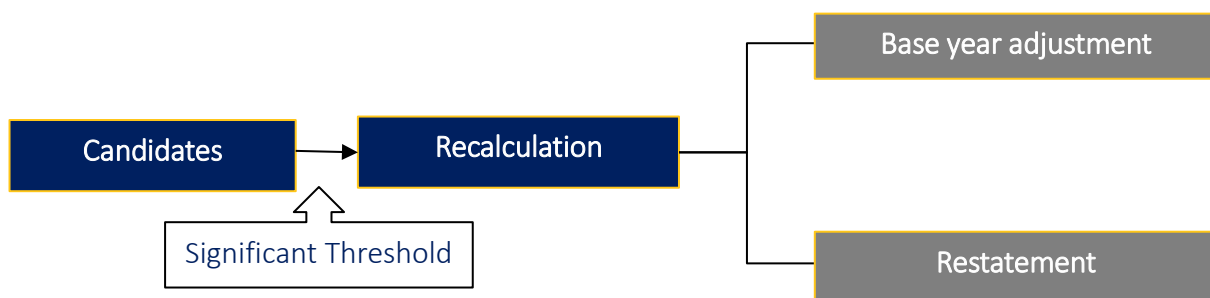 Base year adjustment
Candidates
Recalculation
Significant Threshold
Restatement